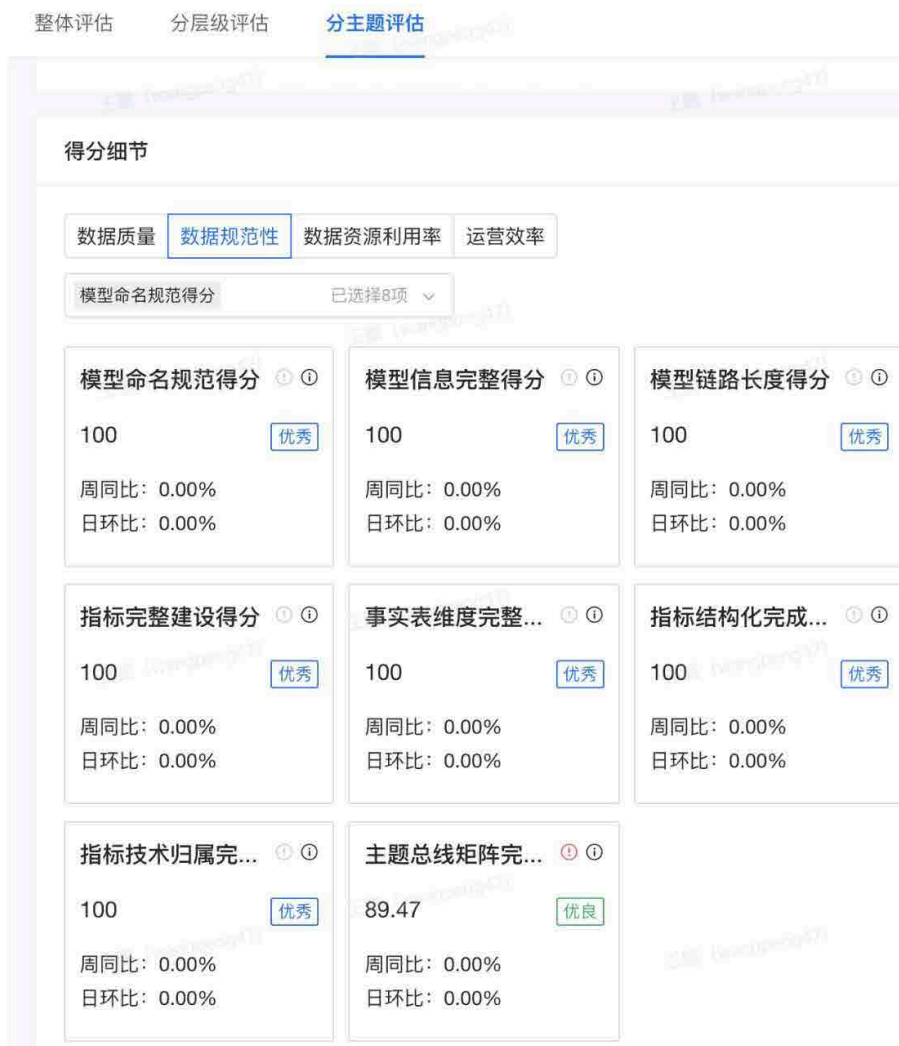 整体评估 分层级评估 分主题评估
得分细节
数据质量 数据规范性 数据资源利用率 运营效率
模型命名规范得分 已选择8项
模型命名规范得分 模型信息完整得分 模型链路长度得分
100 优秀 100 优秀 100 优秀
周同比：0.00% 周同比：0.00% 周同比：0.00%
日环比：0.00% 日环比：0.00% 日环比：0.00%
指标完整建设得分 事实表维度完整... 指标结构化完成...
100 优秀 100 优秀 100 优秀
周同比：0.00% 周同比：0.00% 周同比：0.00%
日环比：0.00% 日环比：0.00% 日环比：0.00%
指标技术归属完... 主题总线矩阵完...
100 优秀 89.47 优良
周同比：0.00% 周同比：0.00%
日环比：0.00% 日环比：0.00%